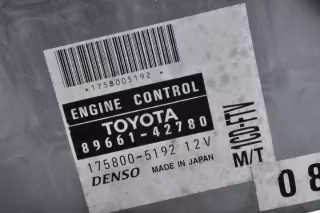 *1758005192*
ENGINE CONTROL
TOYOTA
89661-42780
175800-5192 12V
DENSO MADE IN JAPAN
1CD-FTV
M/T
08